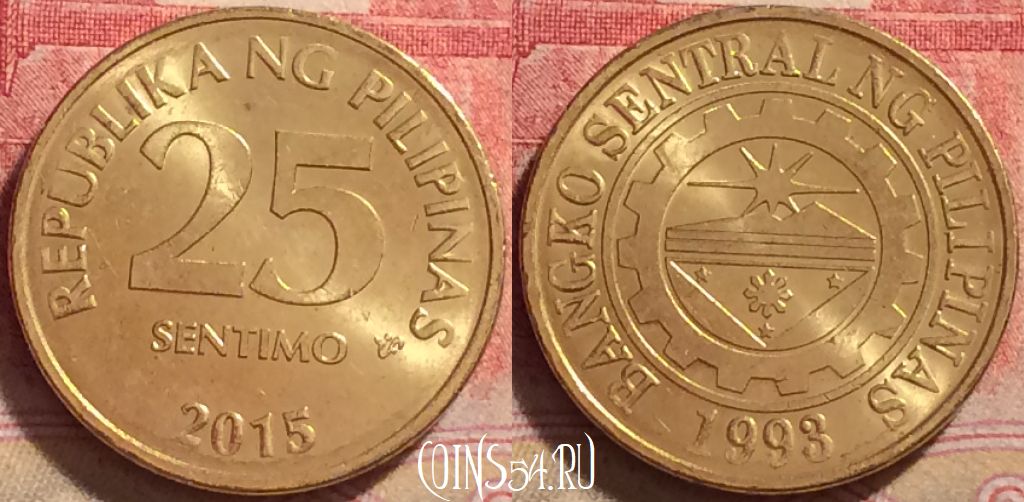 REPUBLIKA NG PILIPINAS
25
SENTIMO
2015
BANGKO SENTRAL NG PILIPINAS
1993
COINS54.RU